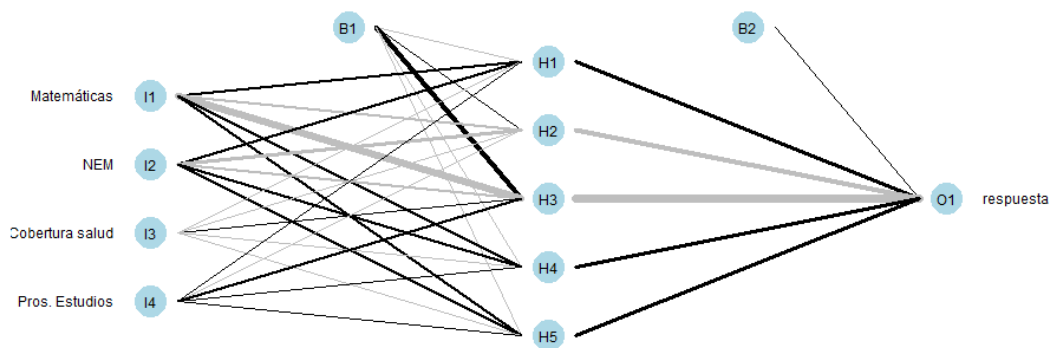 B1
B2
H1
Matemáticas I1
H2
NEM I2
H3 O1 respuesta
Cobertura salud I3
H4
Pros. Estudios I4
H5